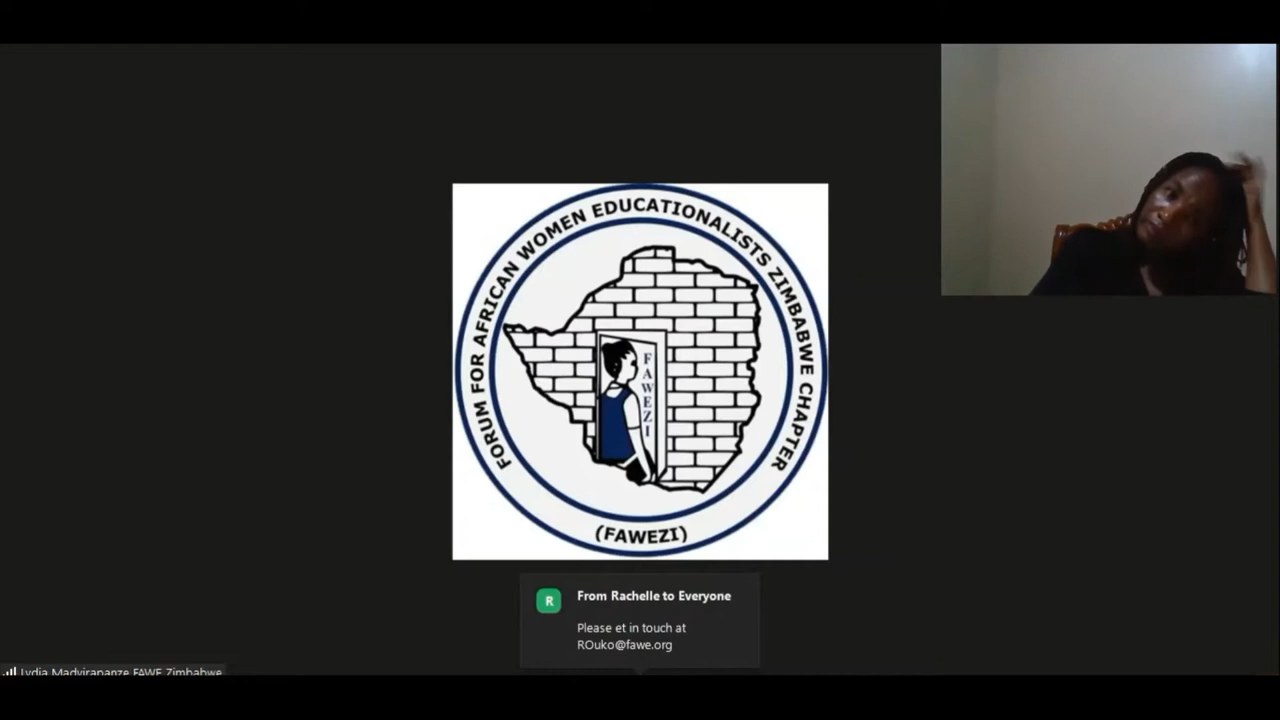 FORUM FOR AFRICAN WOMEN EDUCATIONALISTS ZIMBABWE CHAPTER
FAWEZI
(FAWEZI)
R
From Rachelle to Everyone
Please et in touch at
ROuko@fawe.org
Lydia Madyirapanze FAWE Zimbabwe